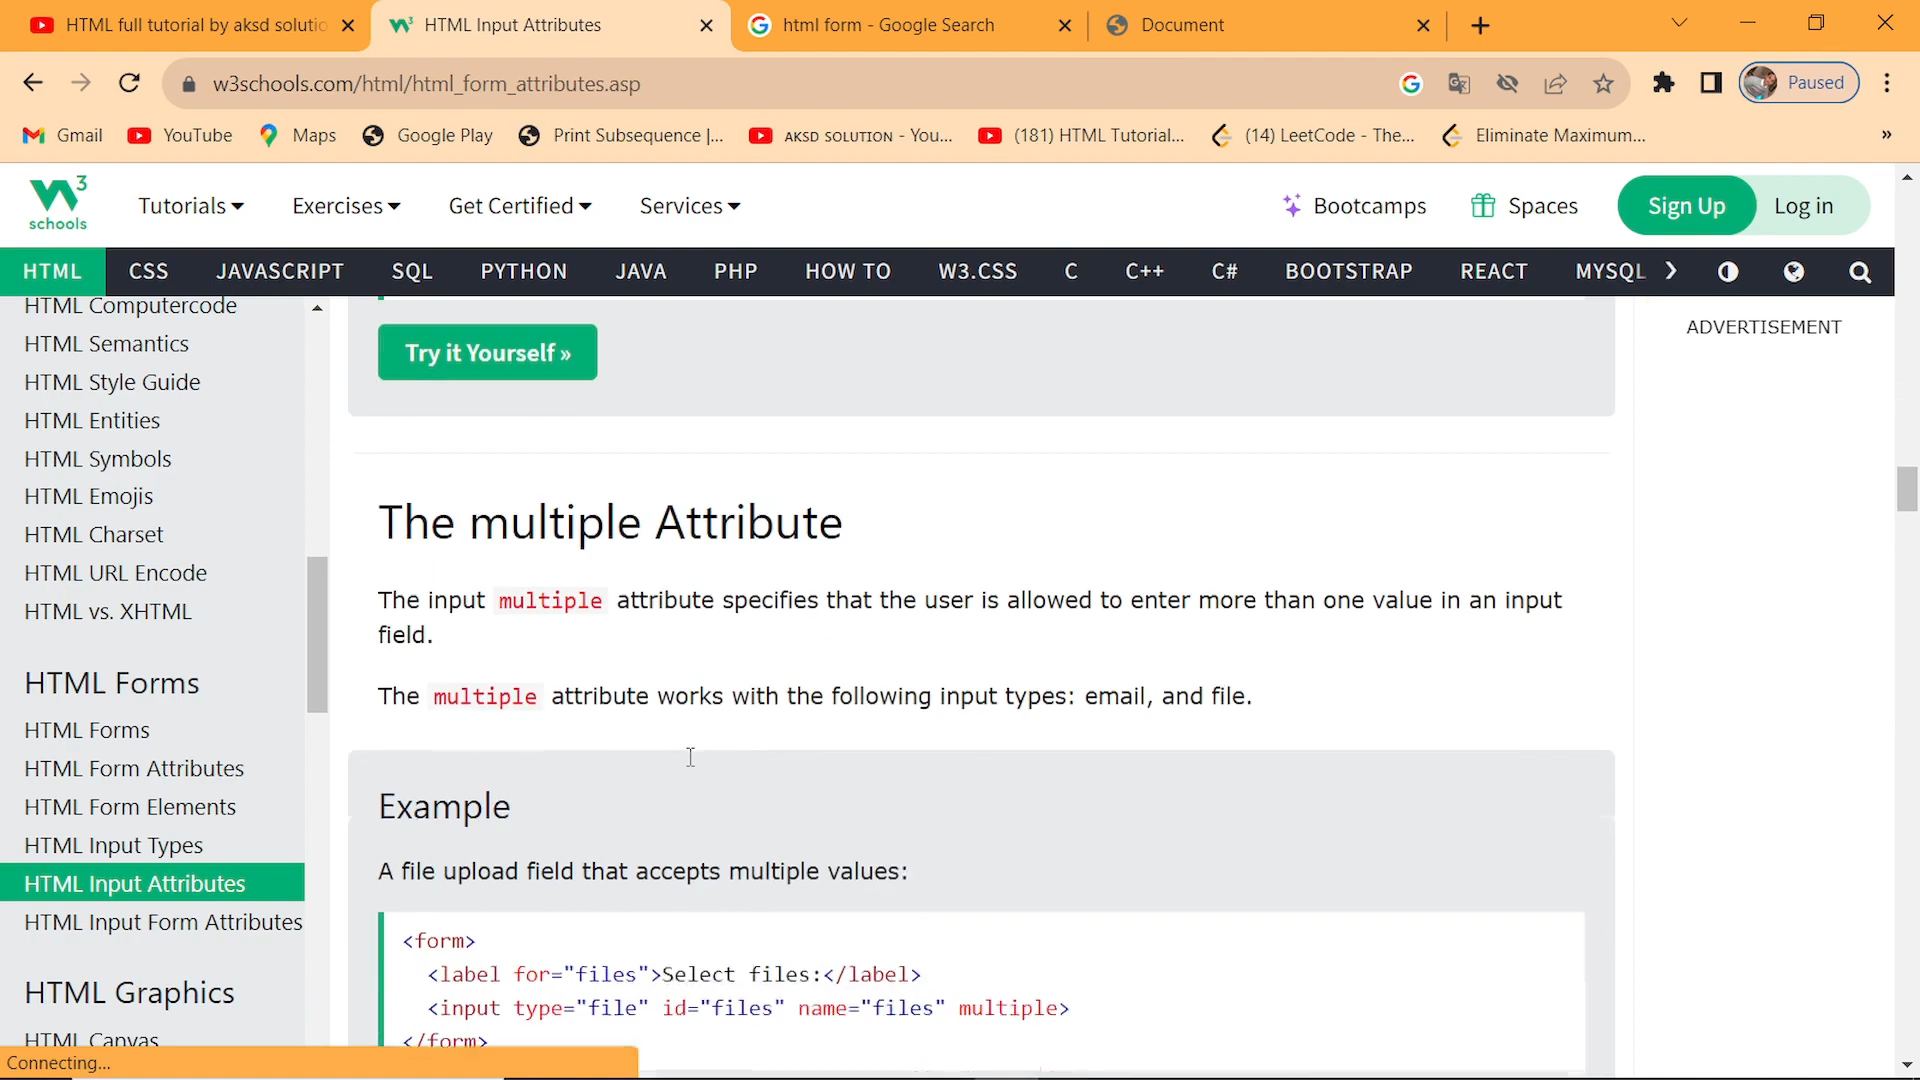 HTML full tutorial by aksd solutio
HTML Input Attributes
html form - Google Search
Document
w3schools.com/html/html_form_attributes.asp
Paused
Gmail
YouTube
Maps
Google Play
Print Subsequence |...
AKSD SOLUTION - You...
(181) HTML Tutorial...
(14) LeetCode - The...
Eliminate Maximum...
»
3
schools
Tutorials
Exercises
Get Certified
Services
Bootcamps
Spaces
Sign Up
Log in
HTML
CSS
JAVASCRIPT
SQL
PYTHON
JAVA
PHP
HOW TO
W3.CSS
C
C++
C#
BOOTSTRAP
REACT
MYSQL
HTML Computercode
HTML Semantics
HTML Style Guide
HTML Entities
HTML Symbols
HTML Emojis
HTML Charset
HTML URL Encode
HTML vs. XHTML
HTML Forms
HTML Forms
HTML Form Attributes
HTML Form Elements
HTML Input Types
HTML Input Attributes
HTML Input Form Attributes
HTML Graphics
HTML Canvas
Connecting...
Try it Yourself »
The multiple Attribute
The input multiple attribute specifies that the user is allowed to enter more than one value in an input
field.
The multiple attribute works with the following input types: email, and file.
Example
A file upload field that accepts multiple values:
<form>
<label for="files">Select files:</label>
<input type="file" id="files" name="files" multiple>
</form>
ADVERTISEMENT